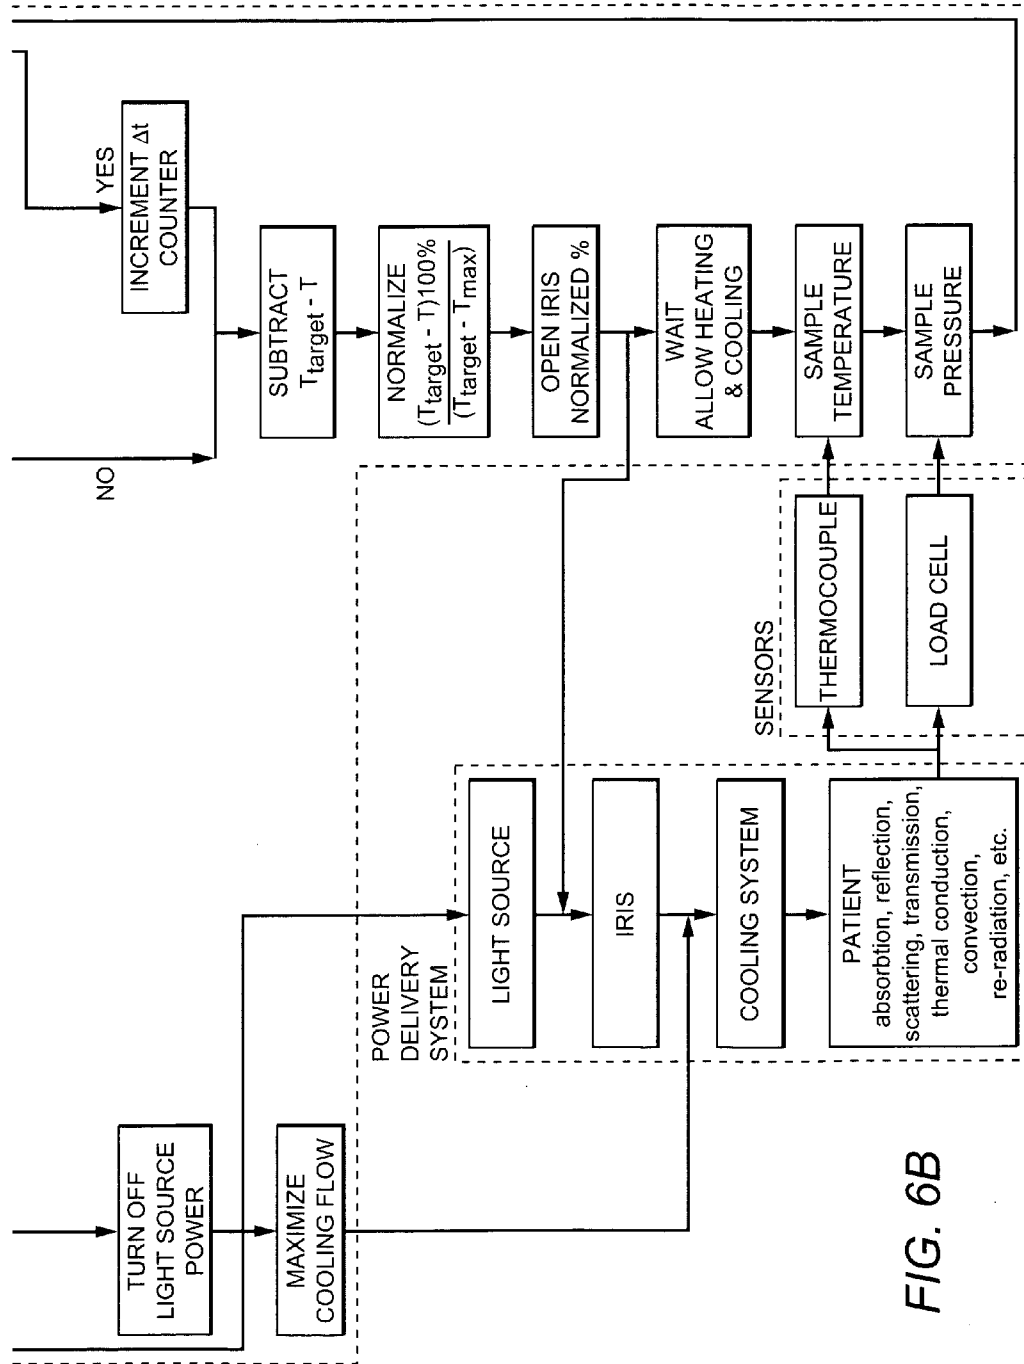 YES
INCREMENT Δt
COUNTER
NO
SUBTRACT
Ttarget - T
NORMALIZE
(Ttarget - T)100%
(Ttarget - Tmax)
OPEN IRIS
NORMALIZED %
WAIT
ALLOW HEATING
& COOLING
SAMPLE
TEMPERATURE
SAMPLE
PRESSURE
SENSORS
THERMOCOUPLE
LOAD CELL
POWER
DELIVERY
SYSTEM
LIGHT SOURCE
IRIS
COOLING SYSTEM
PATIENT
absorbtion, reflection,
scattering, transmission,
thermal conduction,
convection,
re-radiation, etc.
TURN OFF
LIGHT SOURCE
POWER
MAXIMIZE
COOLING FLOW
FIG. 6B